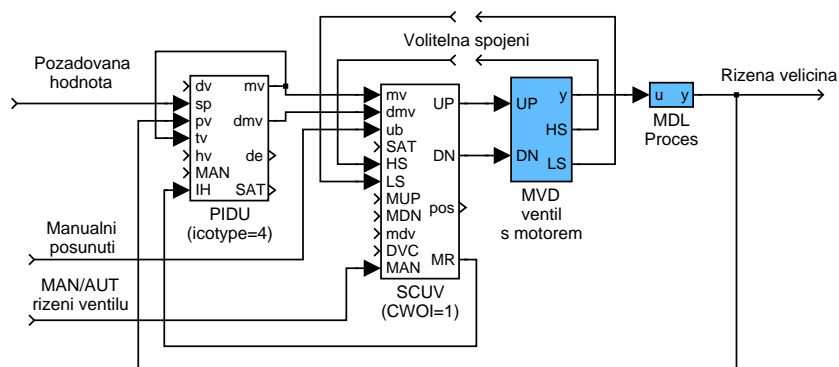 Volitelna spojeni
Pozadovana
hodnota
dv
sp
pv
tv
hv
MAN
IH
mv
dmv
de
SAT
PIDU
(icotype=4)
mv
dmv
ub
SAT
HS
LS
MUP
MDN
mdv
DVC
MAN
UP
DN
pos
MR
SCUV
(CWOI=1)
UP
DN
y
HS
LS
MVD
ventil
s motorem
u y
MDL
Proces
Rizena velicina
Manualni
posunuti
MAN/AUT
rizeni ventilu